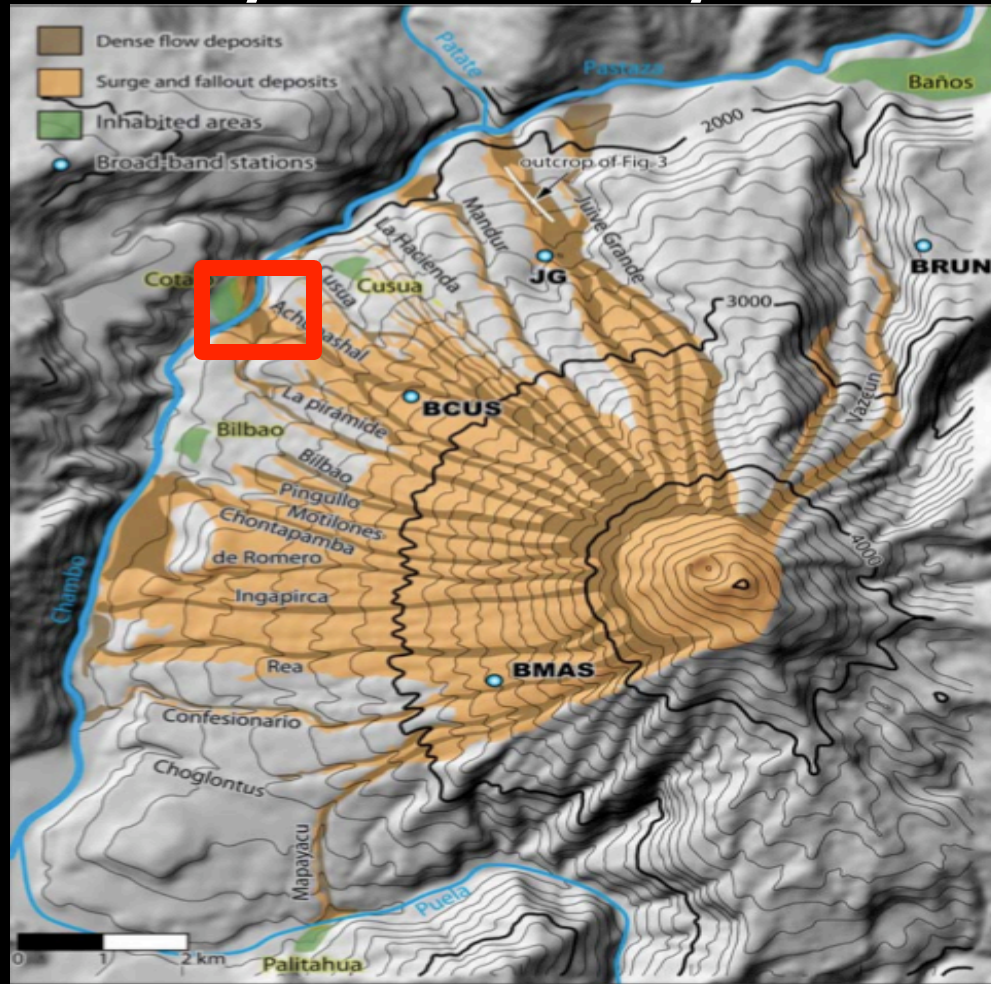 Dense flow deposits
Surge and fallout deposits
Inhabited areas
Broad-band stations
Patate
Pastaza
Baños
2000
outcrop of Fig.3
Juive Grande
Mandur
La Hacienda
JG
BRUN
Cusua
Cusua
3000
BCUS
La pirámide
Vazcun
Bilbao
Bilbao
Pingullo
Motilones
Chontapamba
de Romero
4000
Chambo
Ingapirca
Rea
BMAS
Confesionario
Choglontus
Mapayacu
Puela
0 1 2 km
Palitahua